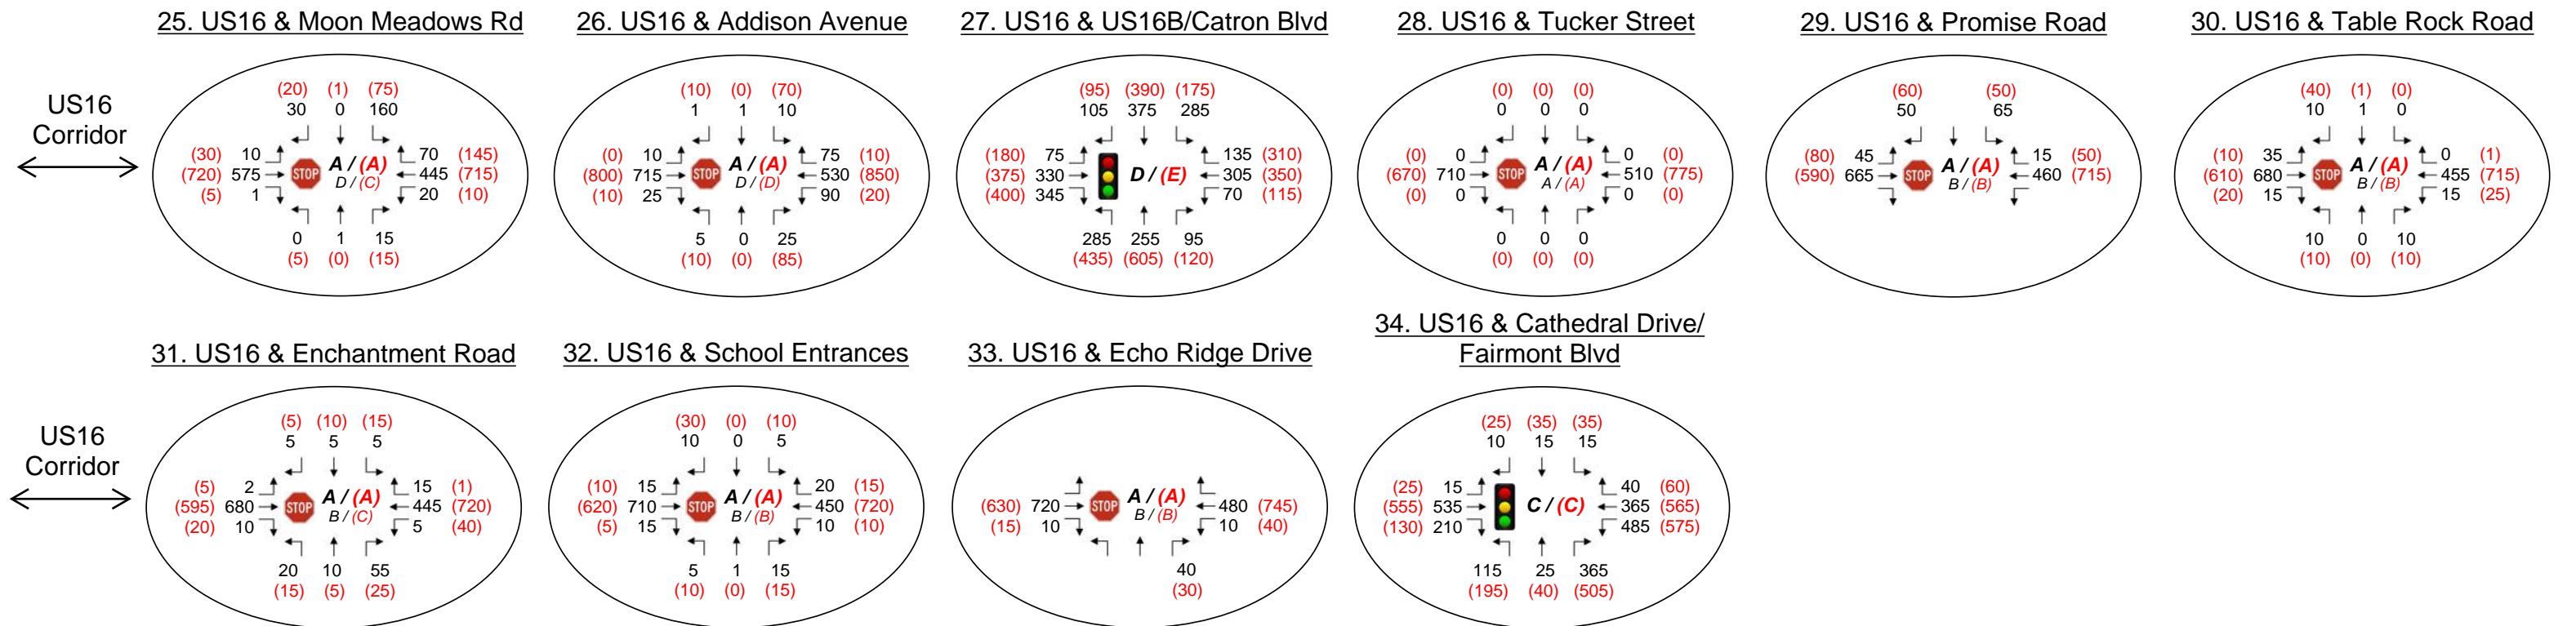 25. US16 & Moon Meadows Rd 26. US16 & Addison Avenue 27. US16 & US16B/Catron Blvd 28. US16 & Tucker Street 29. US16 & Promise Road 30. US16 & Table Rock Road
US16
Corridor
(20) (1) (75)
30 0 160
(30) 10 70 (145)
(720) 575 STOP A / (A) 445 (715)
D / (C)
(5) 1 20 (10)
0 1 15
(5) (0) (15)
(10) (0) (70)
1 1 10
(0) 10 75 (10)
(800) 715 STOP A / (A) 530 (850)
D / (D)
(10) 25 90 (20)
5 0 25
(10) (0) (85)
(95) (390) (175)
105 375 285
(180) 75 135 (310)
(375) 330 D / (E) 305 (350)
(400) 345 70 (115)
285 255 95
(435) (605) (120)
(0) (0) (0)
0 0 0
(0) 0 0 (0)
(670) 710 STOP A / (A) 510 (775)
A / (A)
(0) 0 0 (0)
0 0 0
(0) (0) (0)
(60) (50)
50 65
(80) 45 15 (50)
(590) 665 STOP A / (A) 460 (715)
B / (B)
(40) (1) (0)
10 1 0
(10) 35 0 (1)
(610) 680 STOP A / (A) 455 (715)
B / (B)
(20) 15 15 (25)
10 0 10
(10) (0) (10)
31. US16 & Enchantment Road 32. US16 & School Entrances 33. US16 & Echo Ridge Drive 34. US16 & Cathedral Drive/
Fairmont Blvd
US16
Corridor
(5) (10) (15)
5 5 5
(5) 2 15 (1)
(595) 680 STOP A / (A) 445 (720)
B / (C)
(20) 10 5 (40)
20 10 55
(15) (5) (25)
(30) (0) (10)
10 0 5
(10) 15 20 (15)
(620) 710 STOP A / (A) 450 (720)
B / (B)
(5) 15 10 (10)
5 1 15
(10) (0) (15)
(630) 720 STOP A / (A) 480 (745)
B / (B)
(15) 10 10 (40)
40
(30)
(25) (35) (35)
10 15 15
(25) 15 40 (60)
(555) 535 C / (C) 365 (565)
(130) 210 485 (575)
115 25 365
(195) (40) (505)